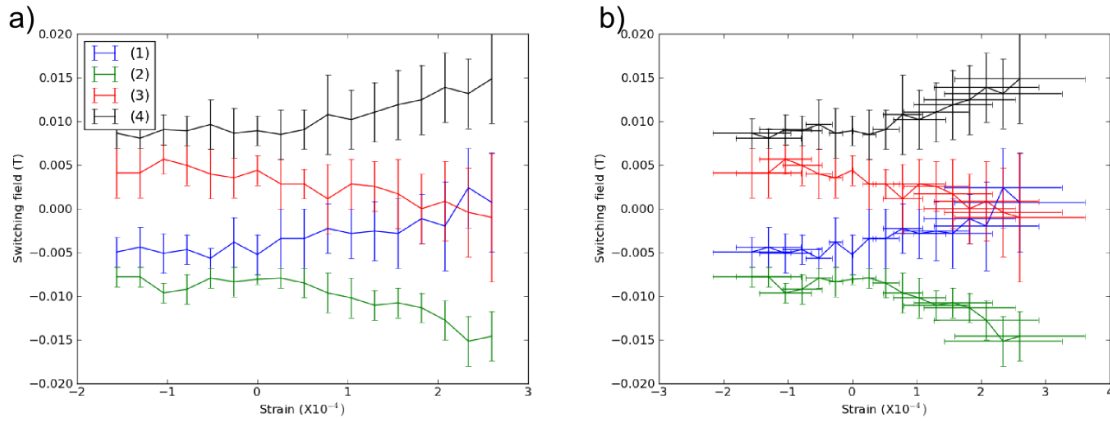 a)
0.020
0.015
0.010
0.005
0.000
−0.005
−0.010
−0.015
−0.020
Switching field (T)
(1)
(2)
(3)
(4)
−2 −1 0 1 2 3
Strain (X10⁻⁴)
b)
0.020
0.015
0.010
0.005
0.000
−0.005
−0.010
−0.015
−0.020
Switching field (T)
−3 −2 −1 0 1 2 3 4
Strain (X10⁻⁴)